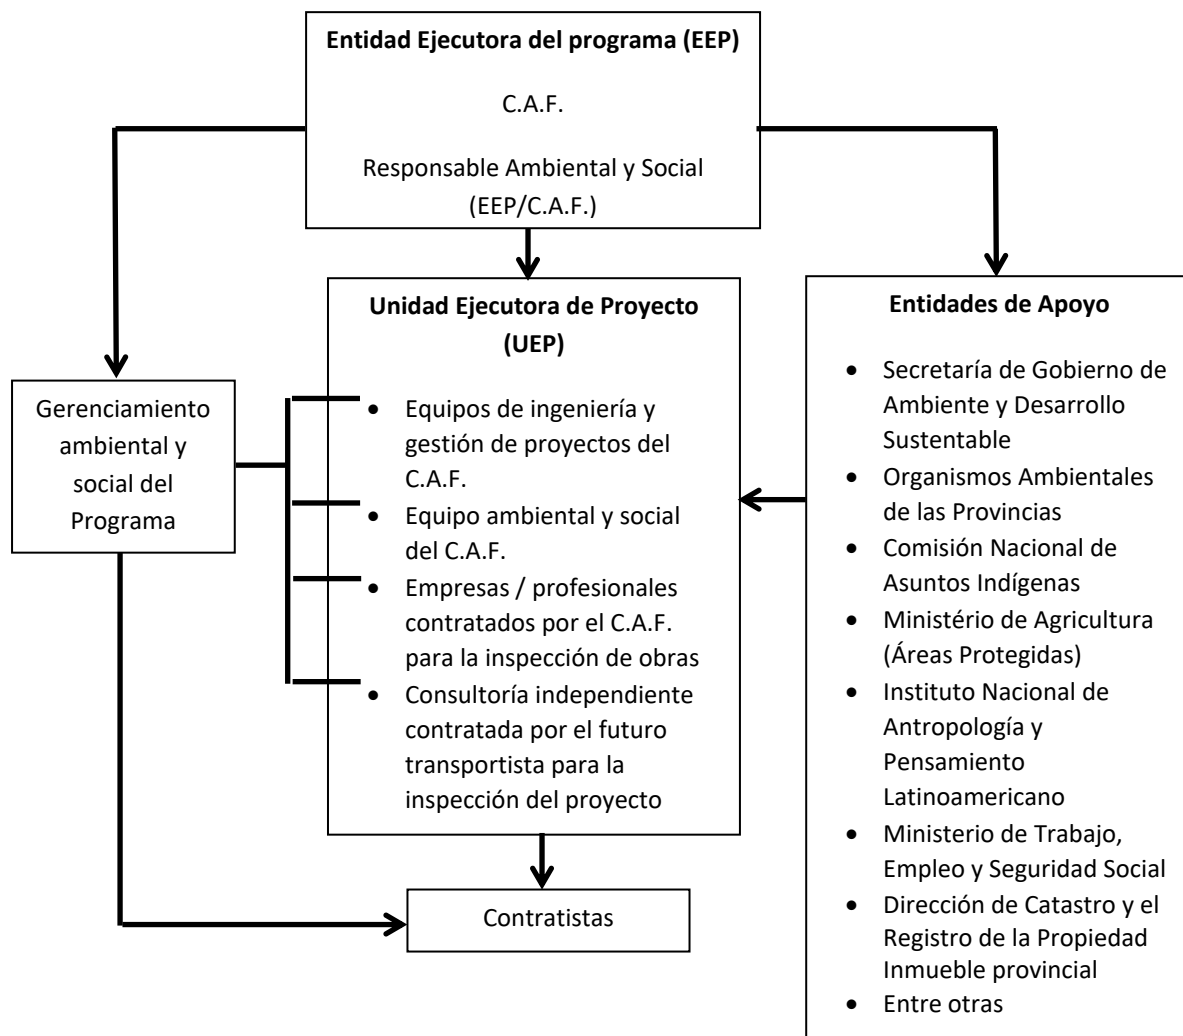 Entidad Ejecutora del programa (EEP)
C.A.F.
Responsable Ambiental y Social
(EEP/C.A.F.)
Unidad Ejecutora de Proyecto
(UEP)
• Equipos de ingeniería y
gestión de proyectos del
C.A.F.
• Equipo ambiental y social
del C.A.F.
• Empresas / profesionales
contratados por el C.A.F.
para la inspección de obras
• Consultoría independiente
contratada por el futuro
transportista para la
inspección del proyecto
Entidades de Apoyo
• Secretaría de Gobierno de
Ambiente y Desarrollo
Sustentable
• Organismos Ambientales
de las Provincias
• Comisión Nacional de
Asuntos Indígenas
• Ministério de Agricultura
(Áreas Protegidas)
• Instituto Nacional de
Antropología y
Pensamiento
Latinoamericano
• Ministerio de Trabajo,
Empleo y Seguridad Social
• Dirección de Catastro y el
Registro de la Propiedad
Inmueble provincial
• Entre otras
Gerenciamiento
ambiental y
social del
Programa
Contratistas